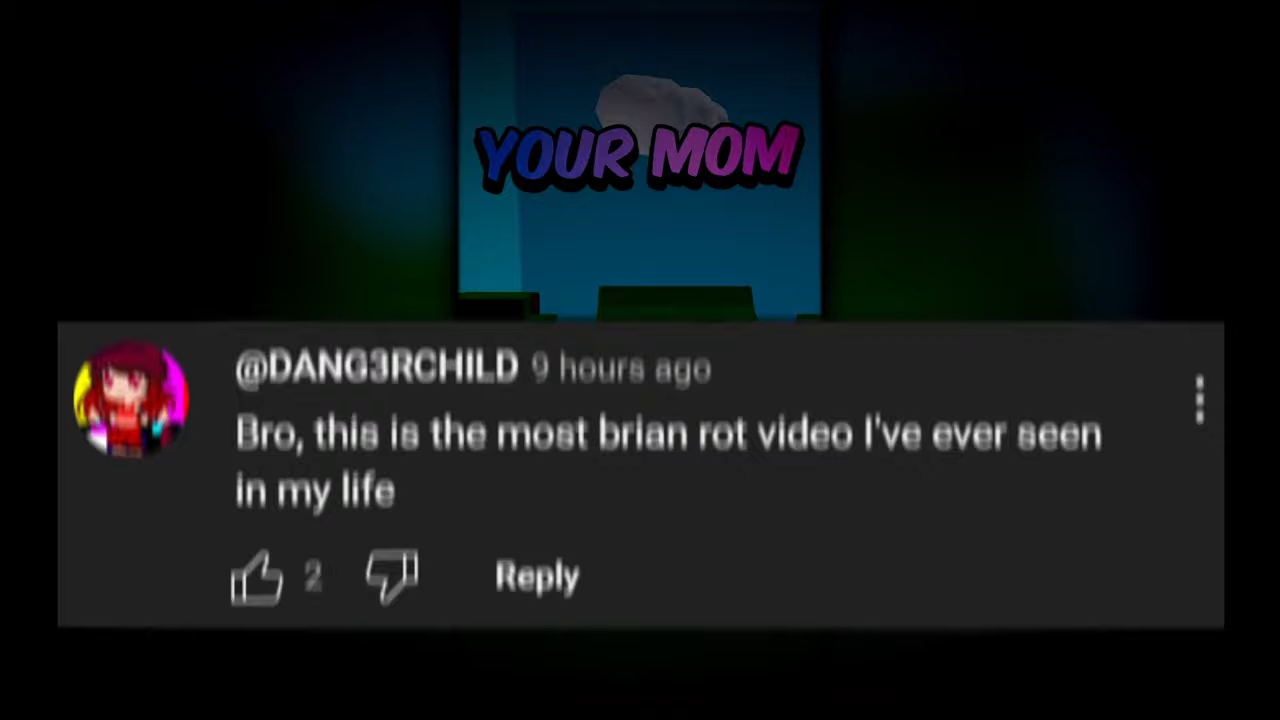 YOUR MOM
@DANG3RCHILD 9 hours ago
Bro, this is the most brian rot video I've ever seen
in my life
2 Reply